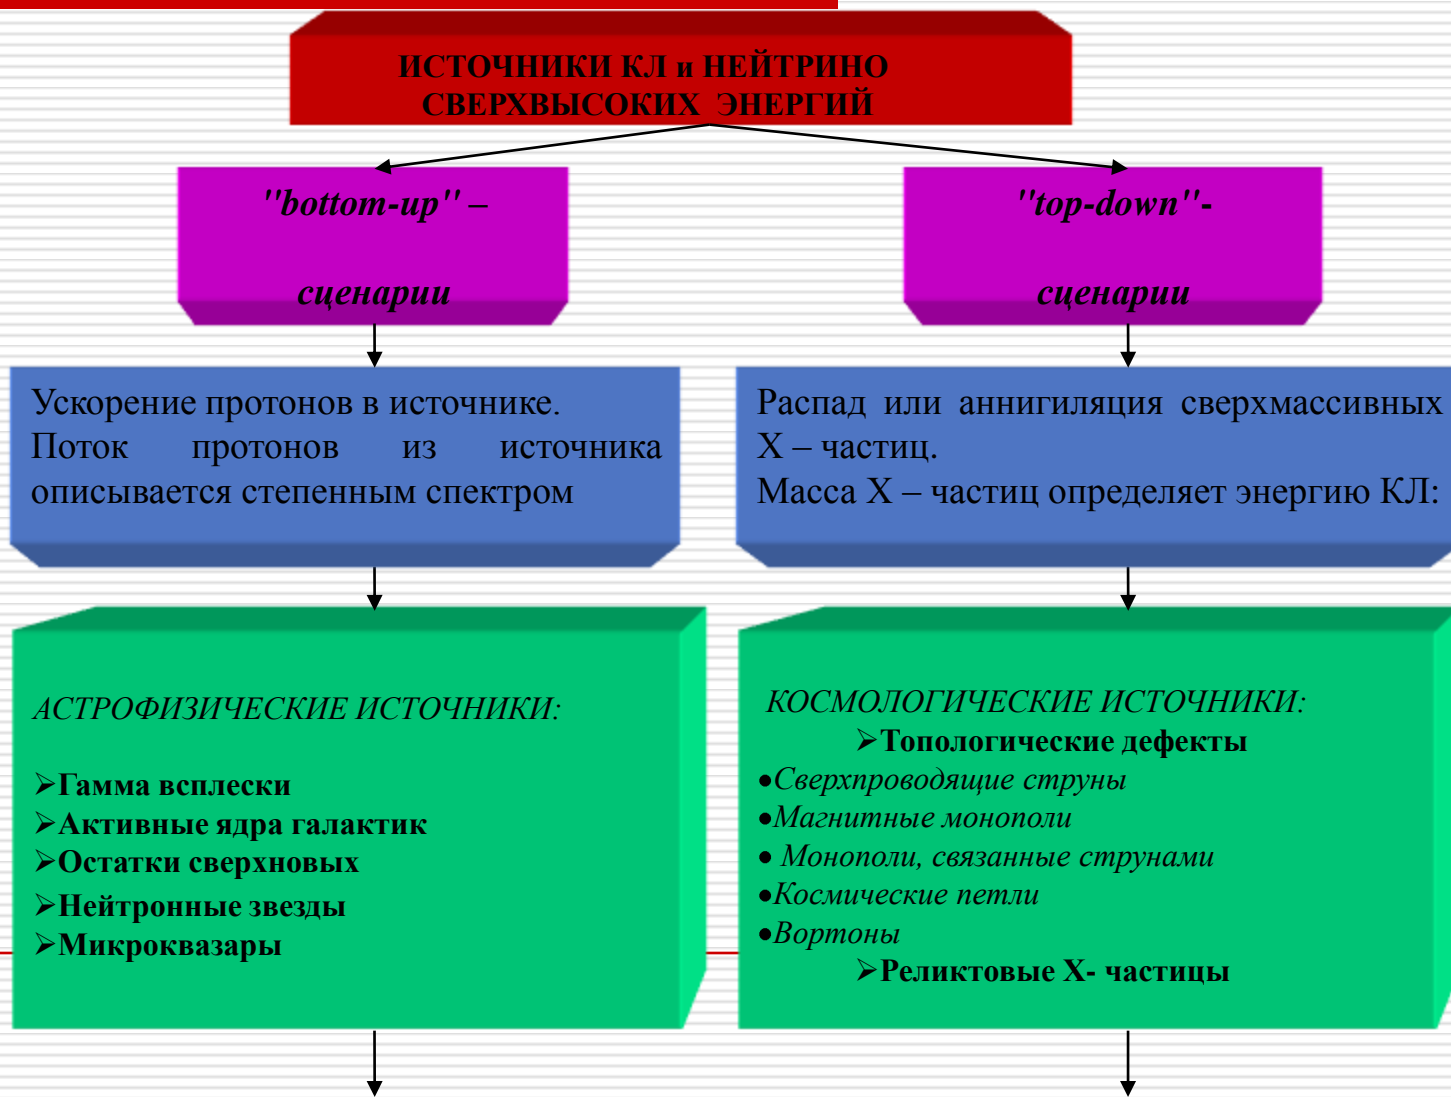 ИСТОЧНИКИ КЛ и НЕЙТРИНО
СВЕРХВЫСОКИХ ЭНЕРГИЙ
"bottom-up" –
сценарии
"top-down"-
сценарии
Ускорение протонов в источнике.
Поток протонов из источника
описывается степенным спектром
Распад или аннигиляция сверхмассивных
X – частиц.
Масса X – частиц определяет энергию КЛ:
АСТРОФИЗИЧЕСКИЕ ИСТОЧНИКИ:
➢Гамма всплески
➢Активные ядра галактик
➢Остатки сверхновых
➢Нейтронные звезды
➢Микроквазары
КОСМОЛОГИЧЕСКИЕ ИСТОЧНИКИ:
➢Топологические дефекты
•Сверхпроводящие струны
•Магнитные монополи
• Монополи, связанные струнами
•Космические петли
•Вортоны
➢Реликтовые X- частицы